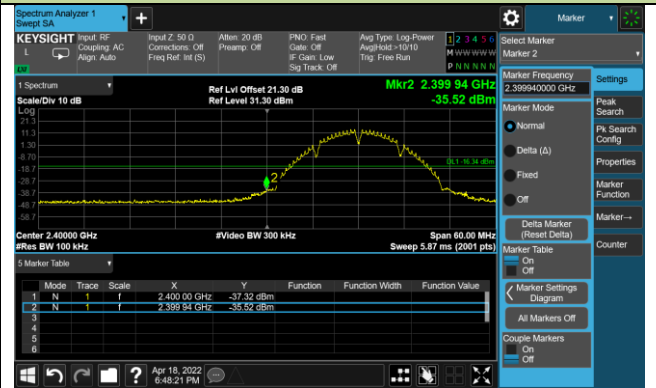 Spectrum Analyzer 1
Swept SA
Marker
KEYSIGHT
Input: RF
Coupling: AC
Align: Auto
Input Z: 50 Ω
Corrections: Off
Freq Ref: Int (S)
Atten: 20 dB
Preamp: Off
PNO: Fast
Gate: Off
IF Gain: Low
Sig Track: Off
Avg Type: Log-Power
Avg|Hold:>10/10
Trig: Free Run
1 2 3 4 5 6
M W W W W W
P N N N N N
L
LXI
Select Marker
Marker 2
1 Spectrum
Scale/Div 10 dB
Log
Ref Lvl Offset 21.30 dB
Ref Level 31.30 dBm
Mkr2 2.399 94 GHz
-35.52 dBm
21.3
11.3
1.30
-8.70
-18.7
-28.7
-38.7
-48.7
-58.7
DL1 -16.34 dBm
2
Center 2.40000 GHz
#Res BW 100 kHz
#Video BW 300 kHz
Span 60.00 MHz
Sweep 5.87 ms (2001 pts)
5 Marker Table
Mode Trace Scale X Y Function Function Width Function Value
1 N 1 f 2.400 00 GHz -37.32 dBm
2 N 1 f 2.399 94 GHz -35.52 dBm
3
4
5
6
Marker Frequency
2.399940000 GHz
Marker Mode
Normal
Delta (Δ)
Fixed
Off
Delta Marker
(Reset Delta)
Marker Table
On
Off
Marker Settings
Diagram
All Markers Off
Couple Markers
On
Off
Settings
Peak
Search
Pk Search
Config
Properties
Marker
Function
Marker→
Counter
Apr 18, 2022
6:48:21 PM